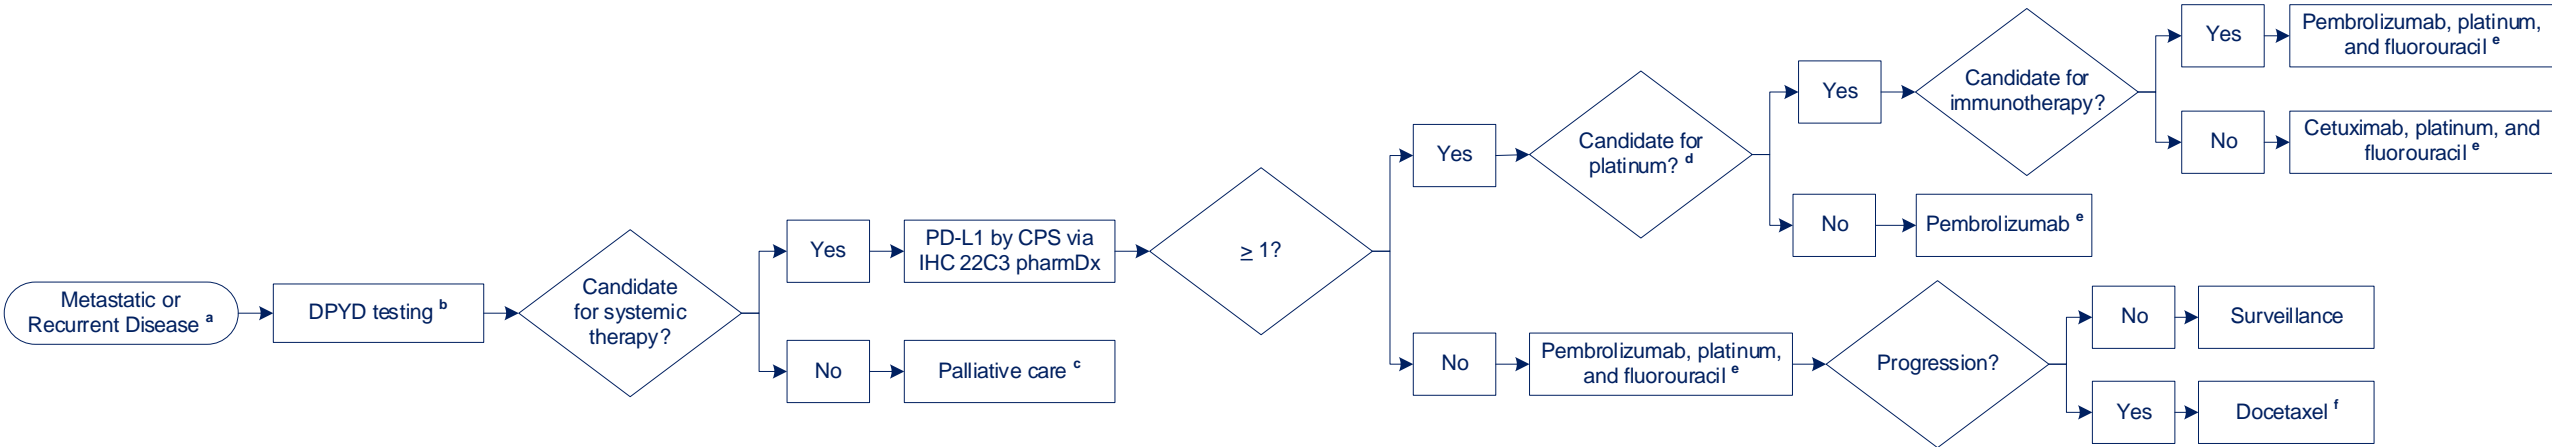 Metastatic or
Recurrent Disease a
DPYD testing b
Candidate
for systemic
therapy?
Yes
PD-L1 by CPS via
IHC 22C3 pharmDx
No
Palliative care c
≥ 1?
Yes
Candidate for
platinum? d
Yes
Candidate for
immunotherapy?
Yes
Pembrolizumab, platinum,
and fluorouracil e
No
Cetuximab, platinum, and
fluorouracil e
No
Pembrolizumab e
No
Pembrolizumab, platinum,
and fluorouracil e
Progression?
No
Surveillance
Yes
Docetaxel f